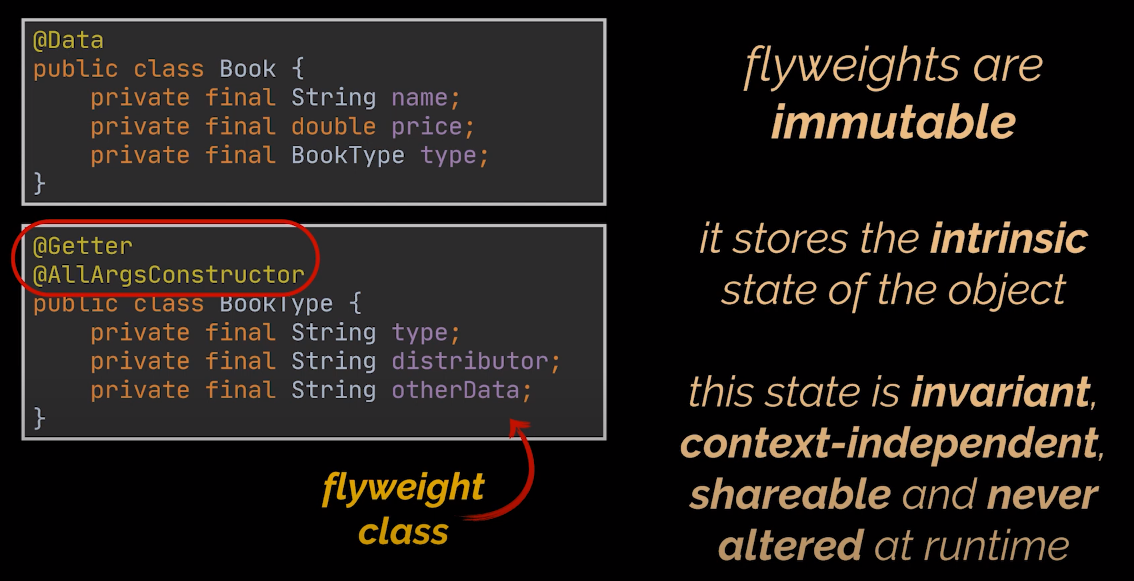 @Data
public class Book {
    private final String name;
    private final double price;
    private final BookType type;
}
@Getter
@AllArgsConstructor
public class BookType {
    private final String type;
    private final String distributor;
    private final String otherData;
}
flyweight
class
flyweights are
immutable
it stores the intrinsic
state of the object
this state is invariant,
context-independent,
shareable and never
altered at runtime